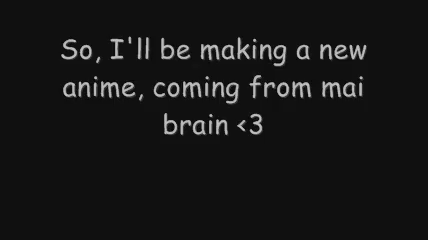 So, I'll be making a new
anime, coming from mai
brain <3